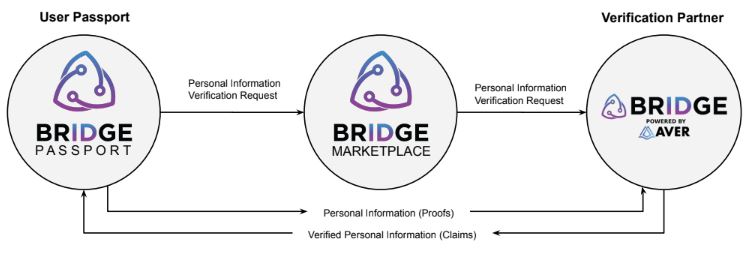 User Passport
Verification Partner
BRIDGE
PASSPORT
Personal Information
Verification Request
BRIDGE
MARKETPLACE
Personal Information
Verification Request
BRIDGE
POWERED BY
AVER
Personal Information (Proofs)
Verified Personal Information (Claims)